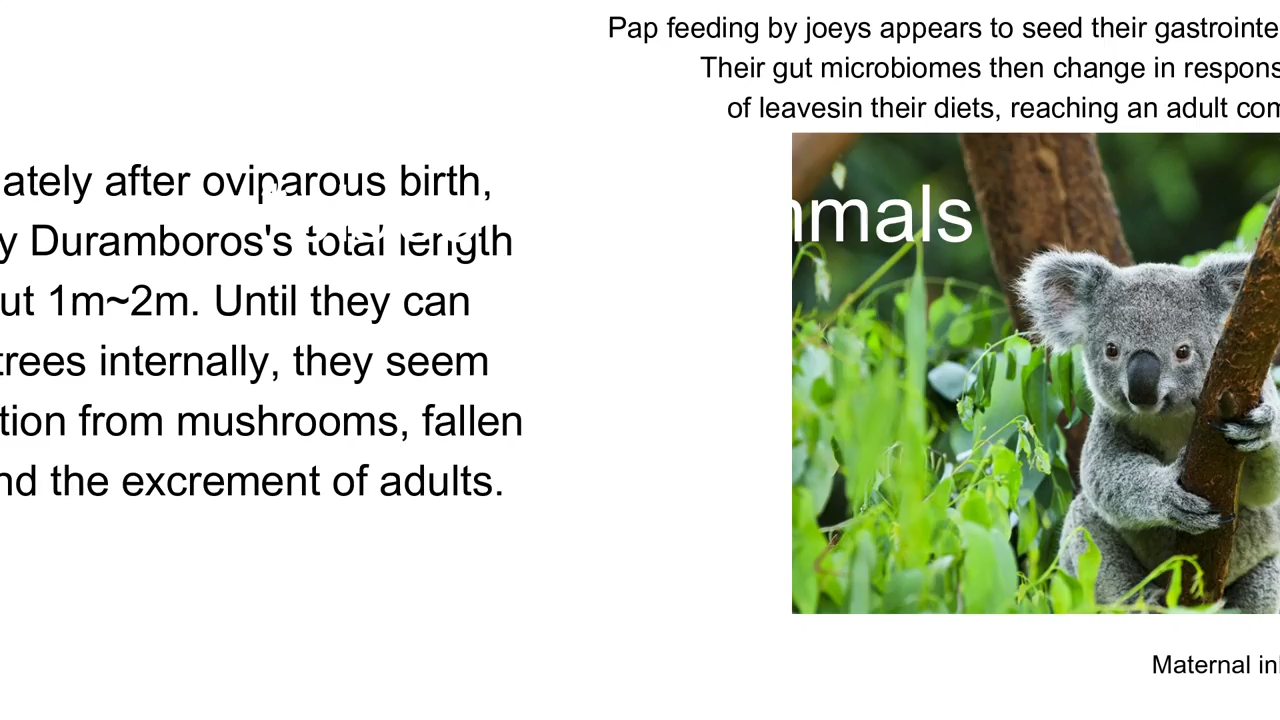 Pap feeding by joeys appears to seed their gastrointe
Their gut microbiomes then change in respons
of leavesin their diets, reaching an adult com
ately after oviparous birth,
y Duramboros's total length
ut 1m~2m. Until they can
trees internally, they seem
tion from mushrooms, fallen
nd the excrement of adults.
mmals
Maternal inh